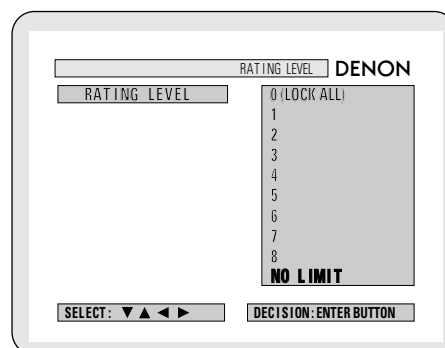 RATING LEVEL DENON
RATING LEVEL
0 (LOCK ALL)
1
2
3
4
5
6
7
8
NO LIMIT
SELECT: ▼ ▲ ◄ ►
DECISION: ENTER BUTTON